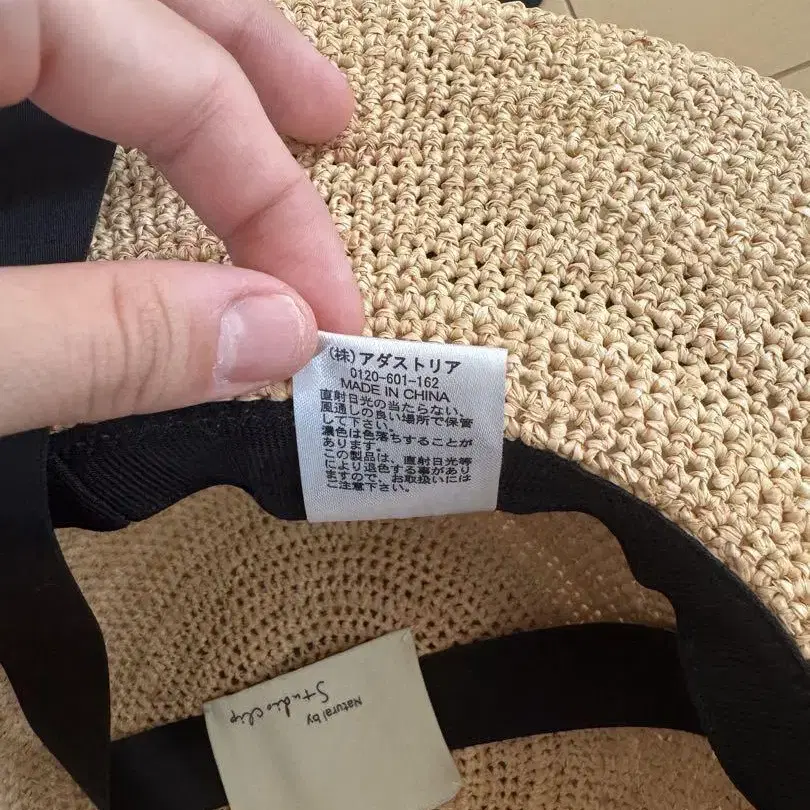 (株)アダストリア
0120-601-162
MADE IN CHINA
直射日光の当たらない、
風通しの良い場所で保管
して下さい。
濃色は色落ちすることが
あります。
この製品は、直射日光等
により退色する事があり
ますので、お取扱いには
ご注意下さい。
Natural by
Studio Clip